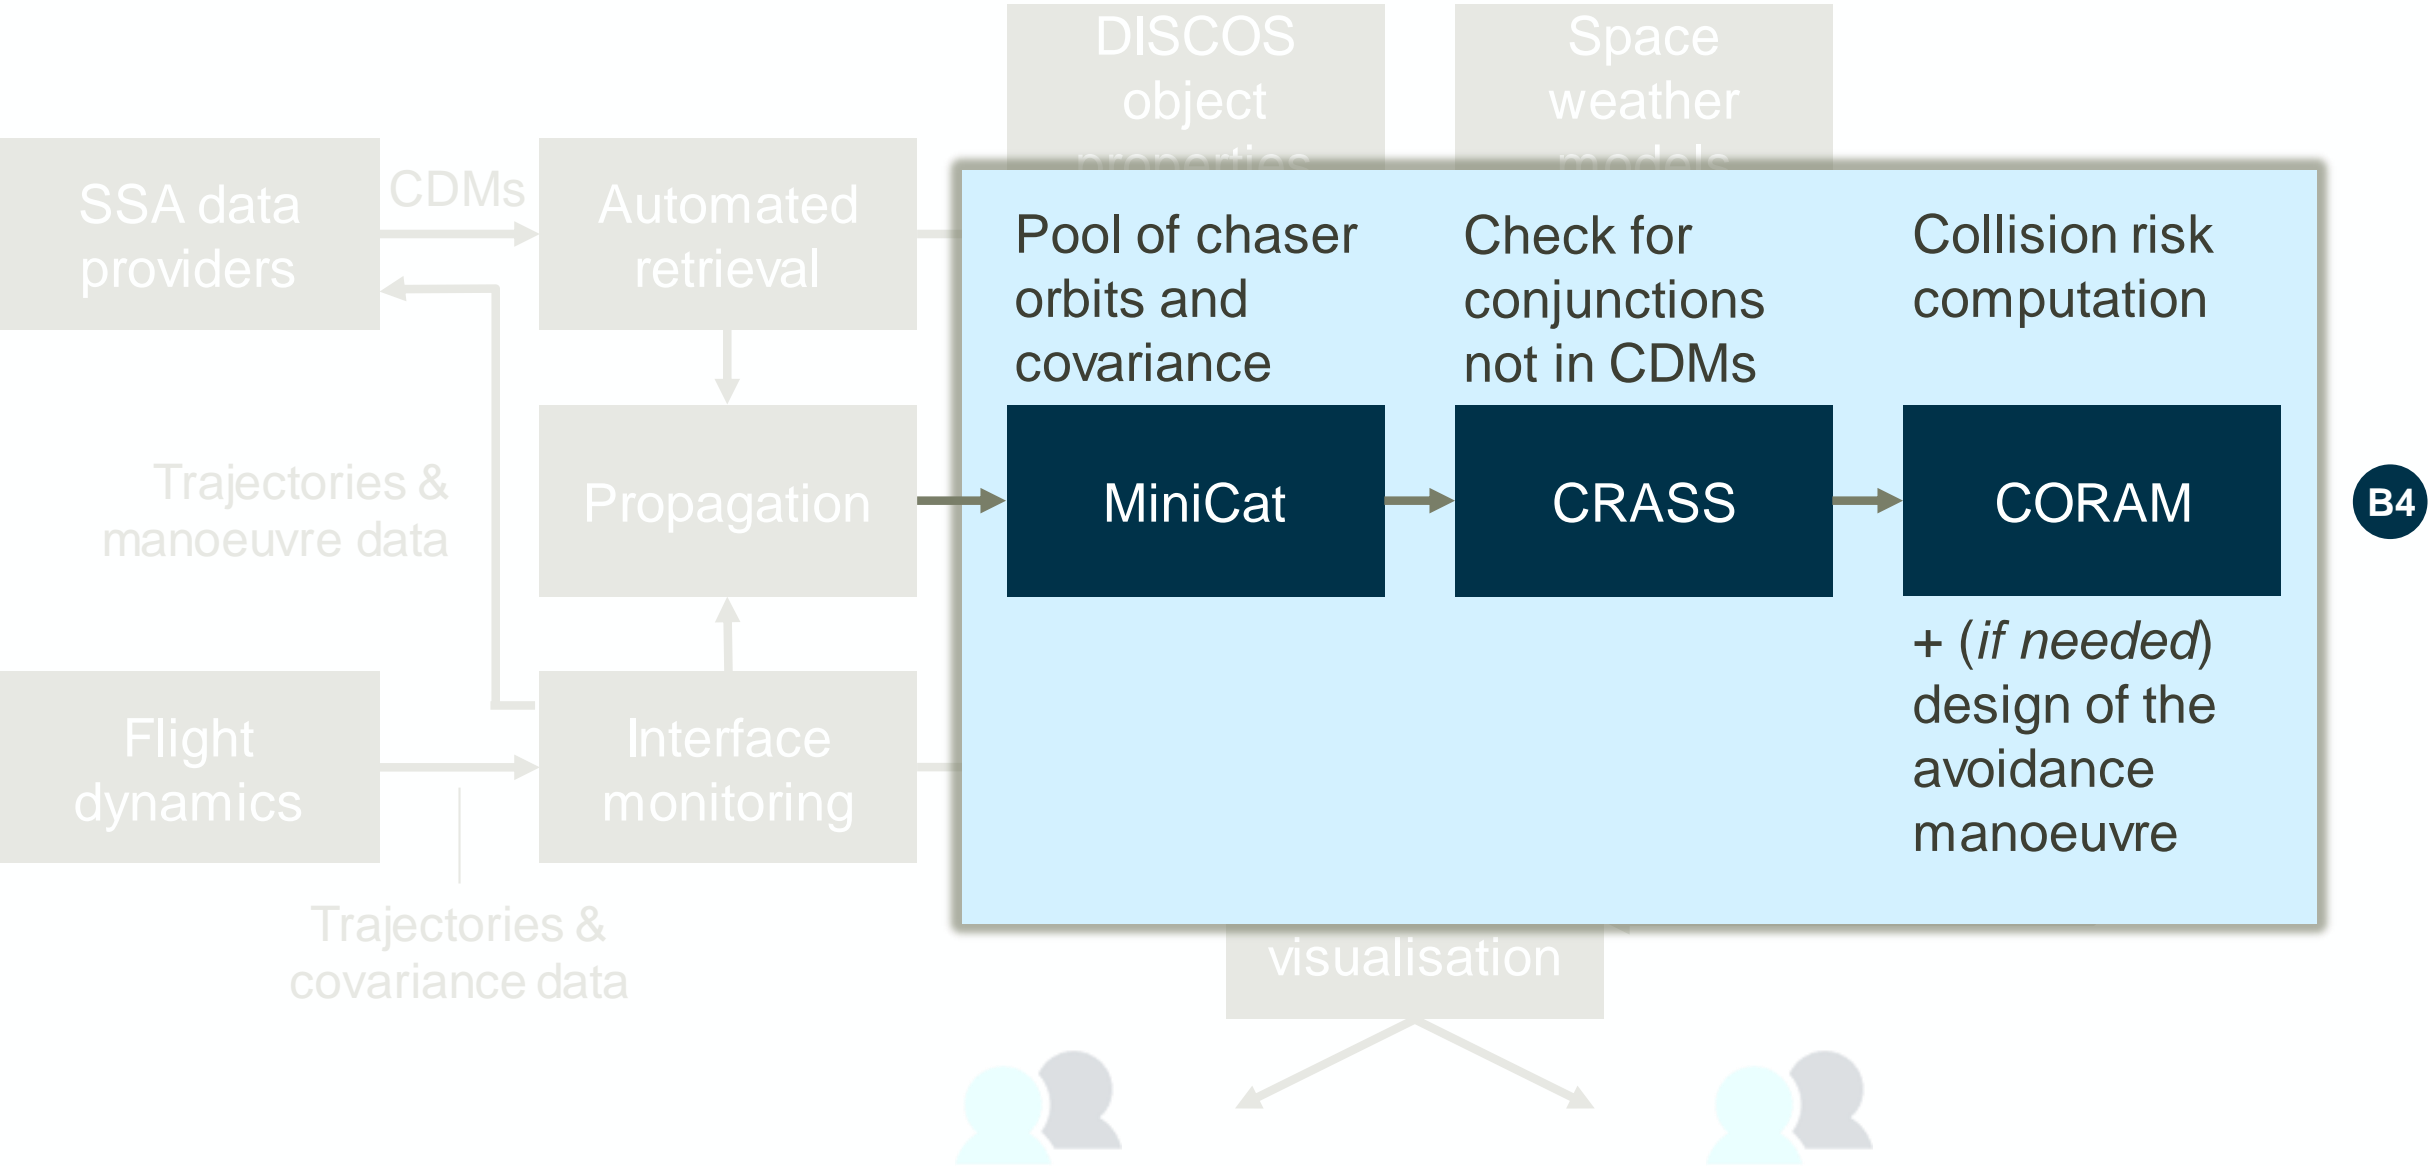 DISCOS
object
properties
Space
weather
models
SSA data
providers
CDMs
Automated
retrieval
Pool of chaser
orbits and
covariance
Check for
conjunctions
not in CDMs
Collision risk
computation
Trajectories &
manoeuvre data
Propagation
MiniCat
CRASS
CORAM
B4
Flight
dynamics
Interface
monitoring
+ (if needed)
design of the
avoidance
manoeuvre
Trajectories &
covariance data
visualisation